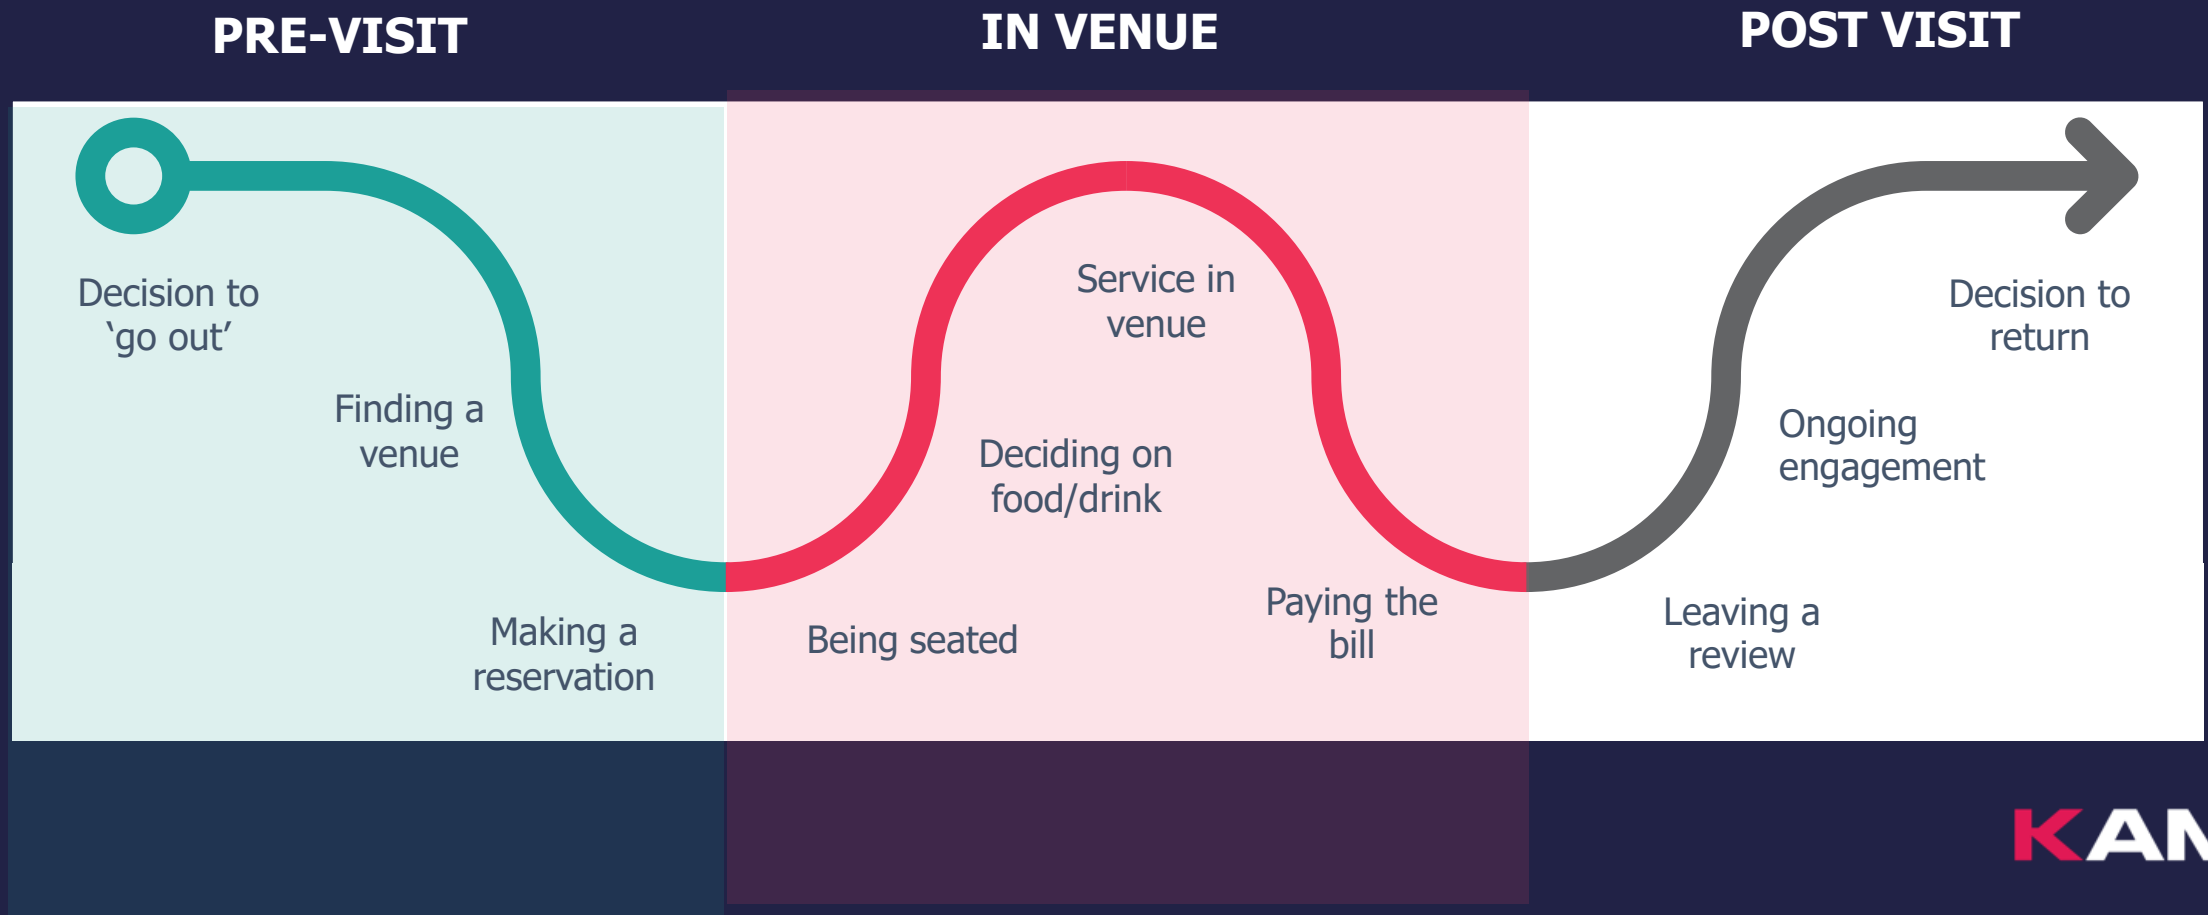 PRE-VISIT
IN VENUE
POST VISIT
Decision to
‘go out’
Finding a
venue
Making a
reservation
Being seated
Deciding on
food/drink
Service in
venue
Paying the
bill
Leaving a
review
Ongoing
engagement
Decision to
return